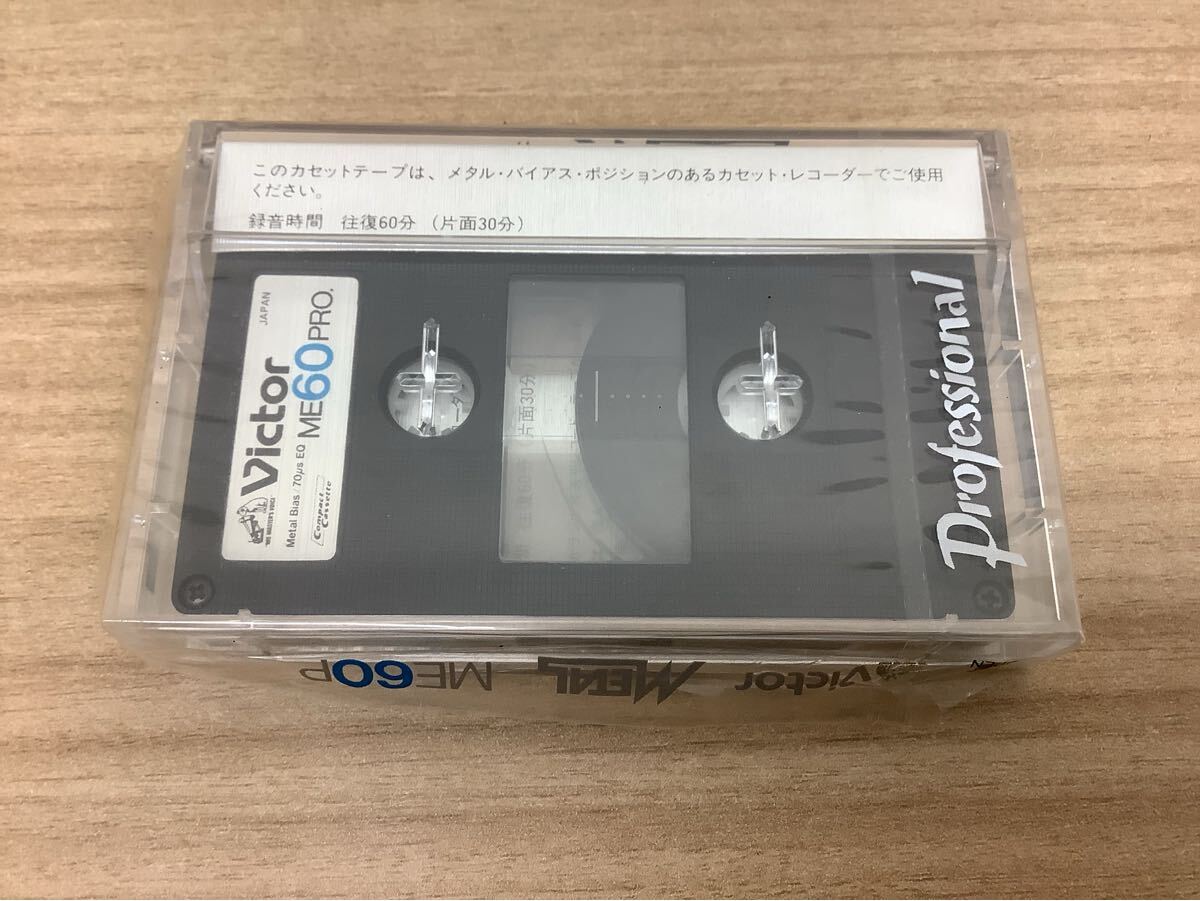 このカセットテープは、メタル・バイアス・ポジションのあるカセット・レコーダーでご使用
ください。
録音時間 往復60分 (片面30分)
JAPAN
Victor
ME60PRO.
Metal Bias/70μs EQ
Compact Cassette
"HIS MASTER'S VOICE"
片面30分)
Professional
Victor METAL ME60P